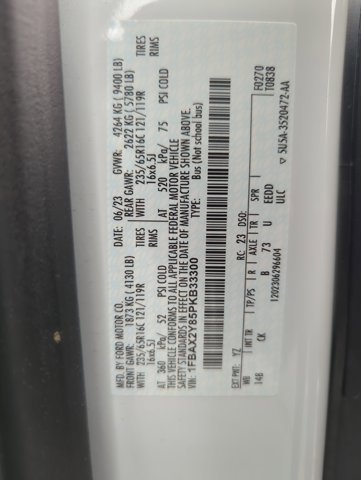 MFD. BY FORD MOTOR CO.
DATE: 06/23 GVWR: 4264 KG ( 9400 LB)
FRONT GAWR: 1873 KG ( 4130 LB) REAR GAWR: 2622 KG ( 5780 LB)
WITH 235/65R16C 121/119R TIRES WITH 235/65R16C 121/119R TIRES
16x6.5J RIMS 16x6.5J RIMS
AT 360 kPa/ 52 PSI COLD AT 520 kPa/ 75 PSI COLD
THIS VEHICLE CONFORMS TO ALL APPLICABLE FEDERAL MOTOR VEHICLE
SAFETY STANDARDS IN EFFECT ON THE DATE OF MANUFACTURE SHOWN ABOVE.
VIN: 1FBAX2Y85PKB33300
TYPE: Bus (Not school bus)
F0270
T0838
EXT PNT: YZ RC: 23 DSO:
WB INT TR TP/PS R AXLE TR SPR
148 CK B 73 U EEDD
1202306296604 ULC
5U5A-3520472-AA